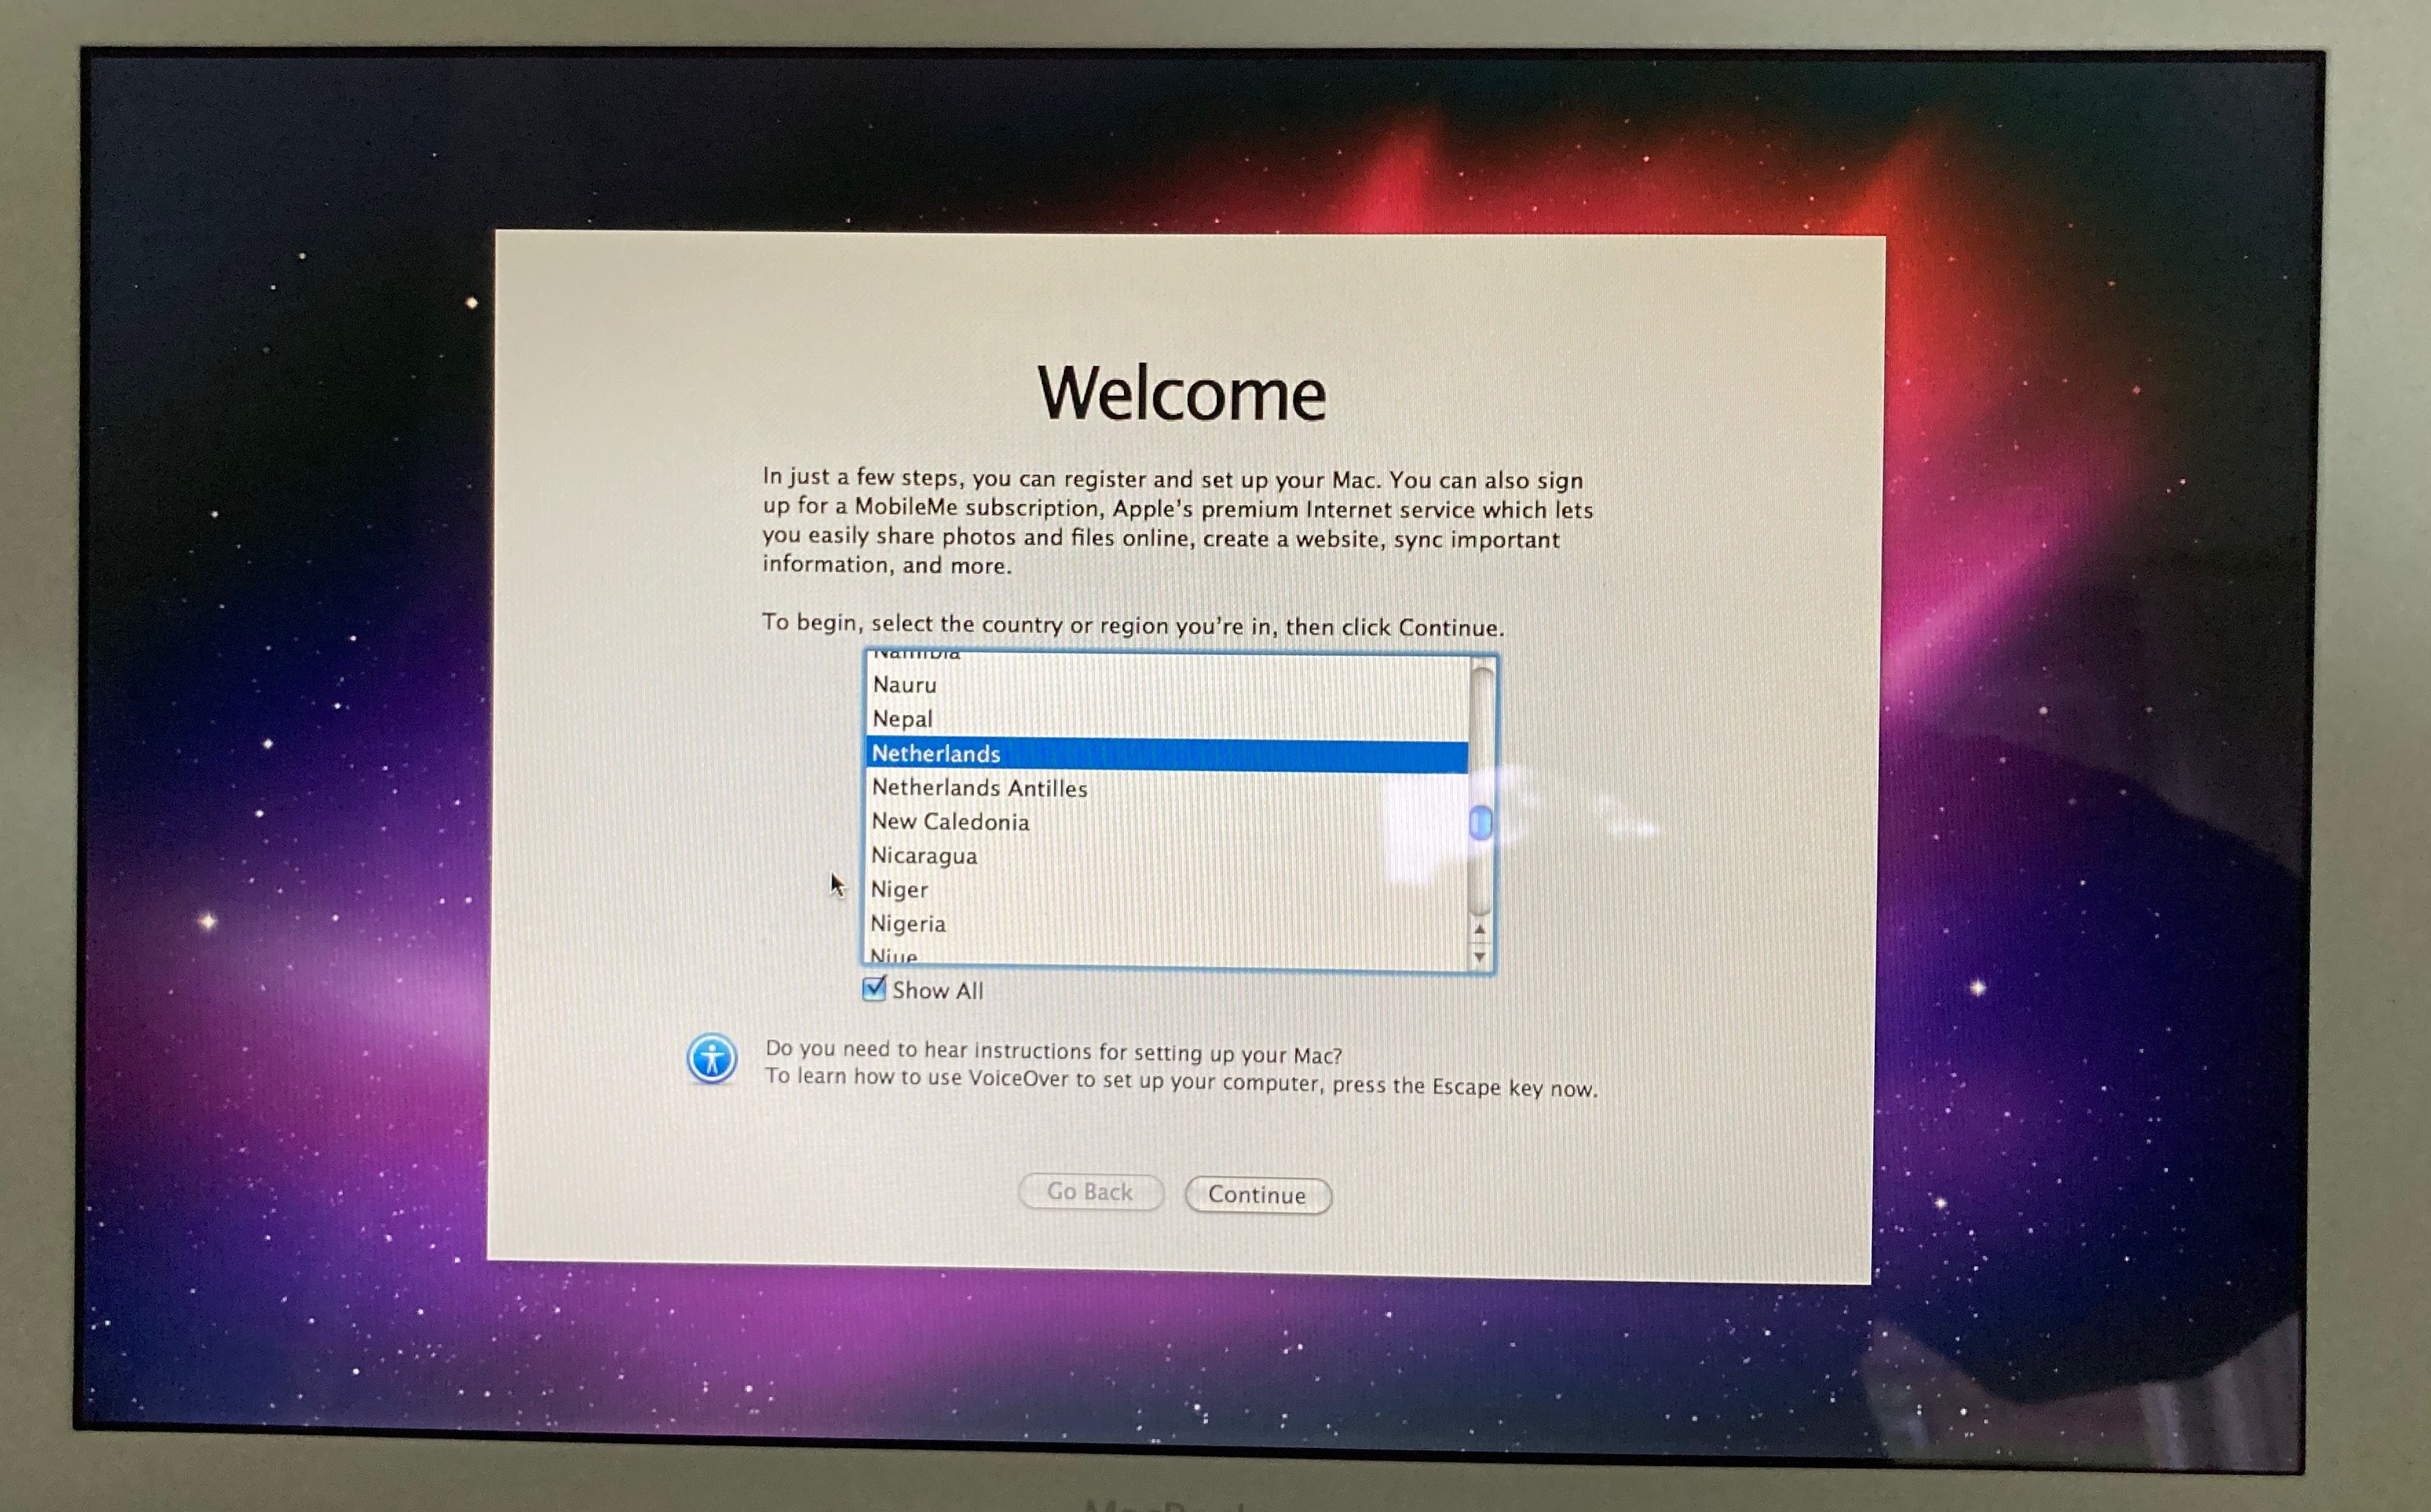 Welcome
In just a few steps, you can register and set up your Mac. You can also sign
up for a MobileMe subscription, Apple's premium Internet service which lets
you easily share photos and files online, create a website, sync important
information, and more.
To begin, select the country or region you're in, then click Continue.
Namibia
Nauru
Nepal
Netherlands
Netherlands Antilles
New Caledonia
Nicaragua
Niger
Nigeria
Niue
Show All
Do you need to hear instructions for setting up your Mac?
To learn how to use VoiceOver to set up your computer, press the Escape key now.
Go Back
Continue